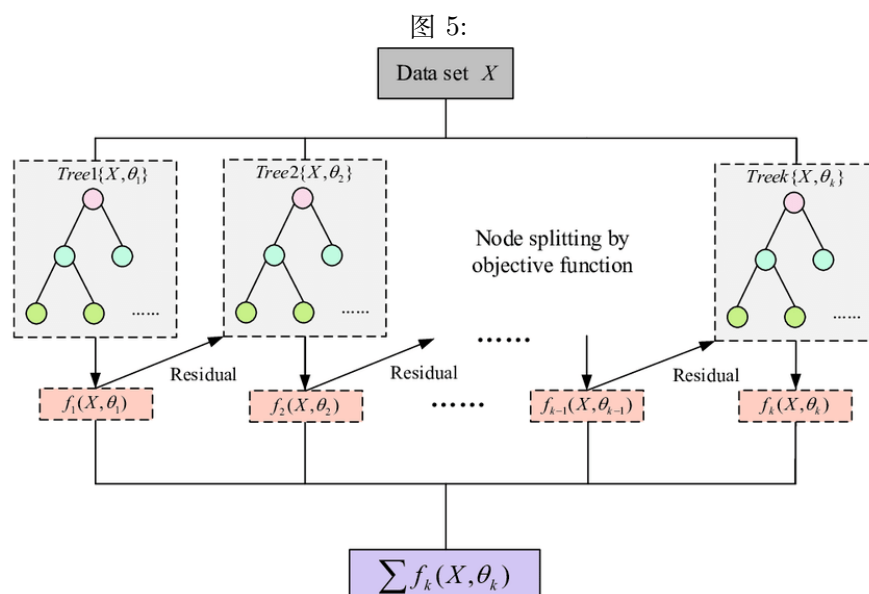 图 5:
Data set X
Tree1{X,θ₁}
Tree2{X,θ₂}
Treek{X,θₖ}
Node splitting by
objective function
......
......
......
......
Residual
Residual
Residual
f₁(X,θ₁)
f₂(X,θ₂)
......
fₖ₋₁(X,θₖ₋₁)
fₖ(X,θₖ)
∑ fₖ(X,θₖ)